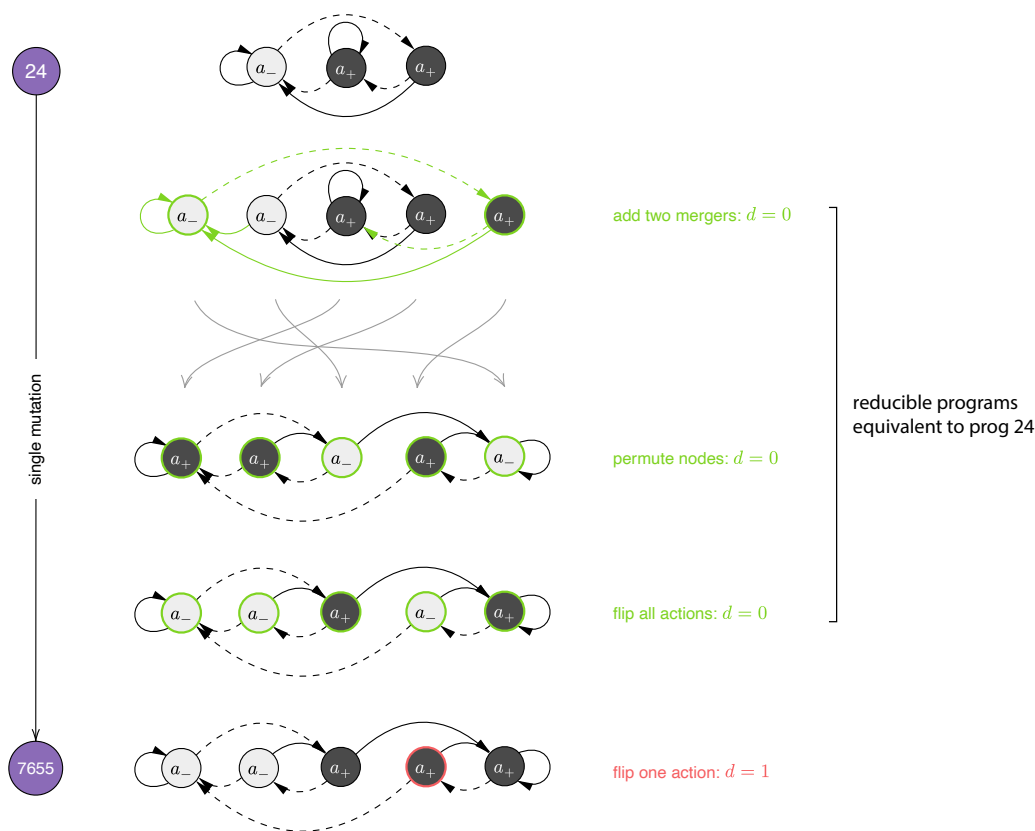 24
a₋ a₊ a₊
a₋ a₋ a₊ a₊ a₊
add two mergers: d = 0
single mutation
reducible programs
equivalent to prog 24
a₊ a₊ a₋ a₊ a₋
permute nodes: d = 0
a₋ a₋ a₊ a₋ a₊
flip all actions: d = 0
7655
a₋ a₋ a₊ a₊ a₊
flip one action: d = 1